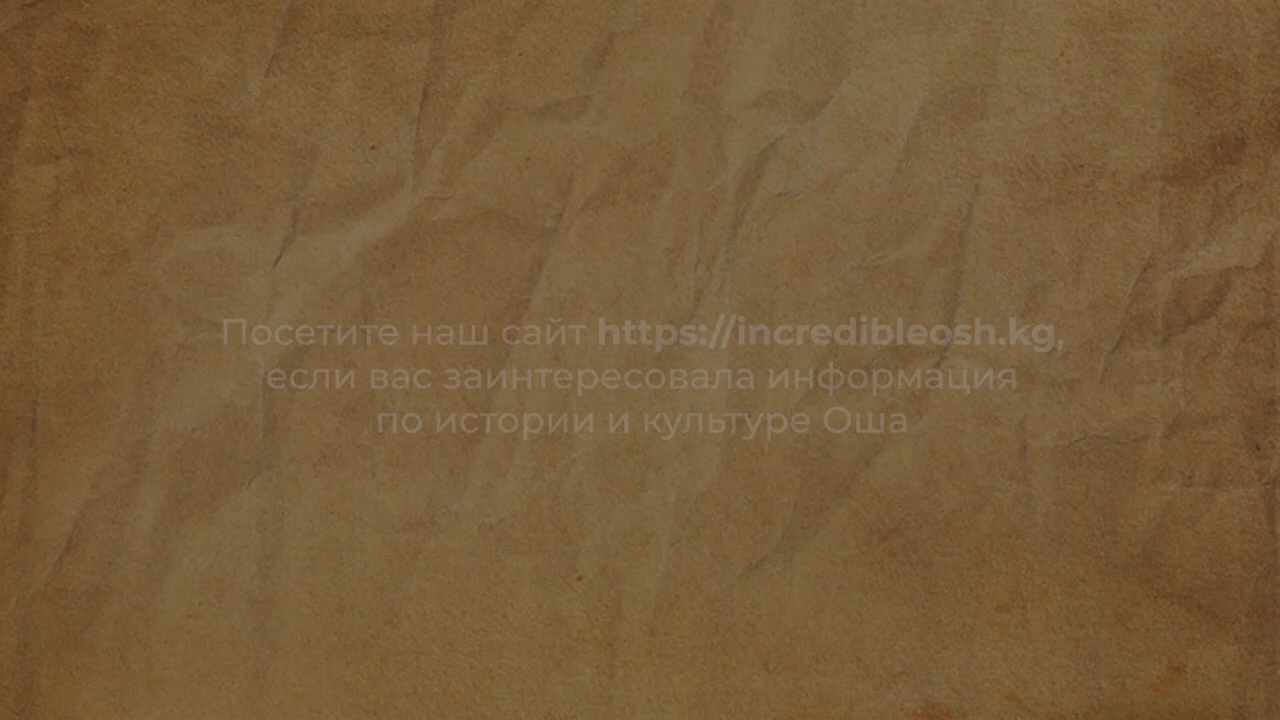 Посетите наш сайт https://incredibleosh.kg,
если вас заинтересовала информация
по истории и культуре Оша